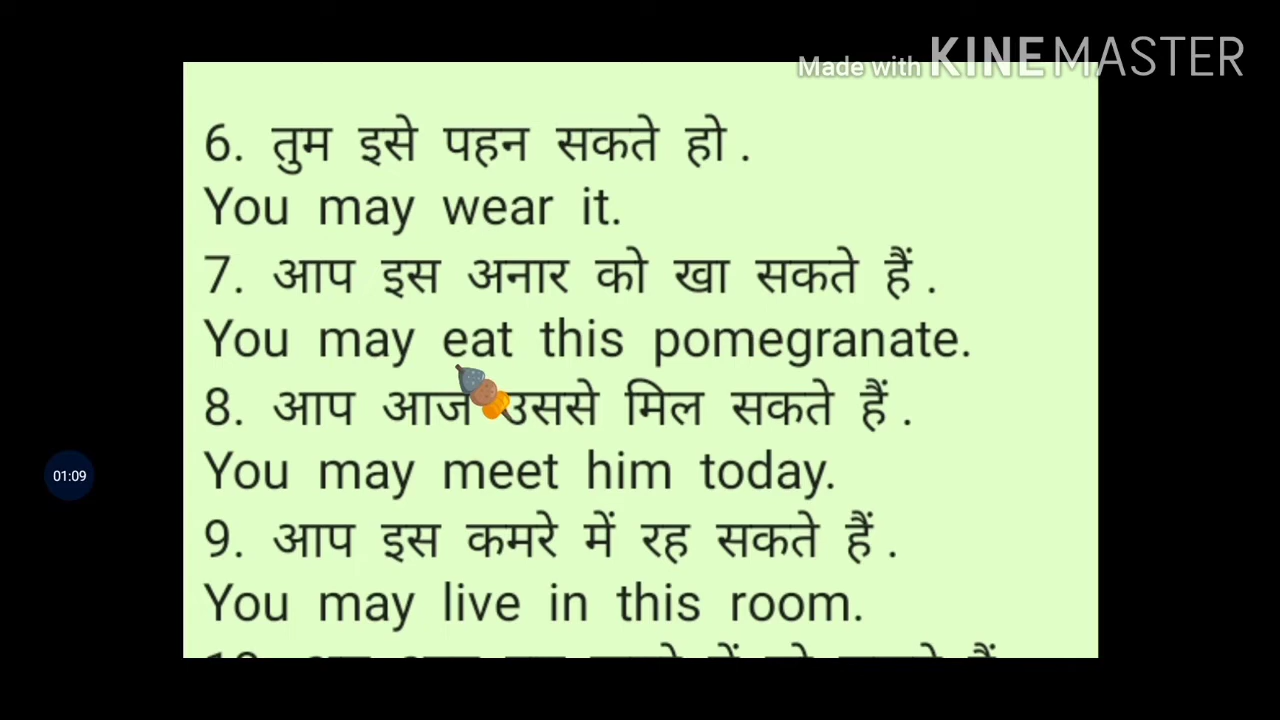 Made with KINEMASTER
6. तुम इसे पहन सकते हो .
You may wear it.
7. आप इस अनार को खा सकते हैं .
You may eat this pomegranate.
8. आप आज उससे मिल सकते हैं .
You may meet him today.
01:09
9. आप इस कमरे में रह सकते हैं .
You may live in this room.